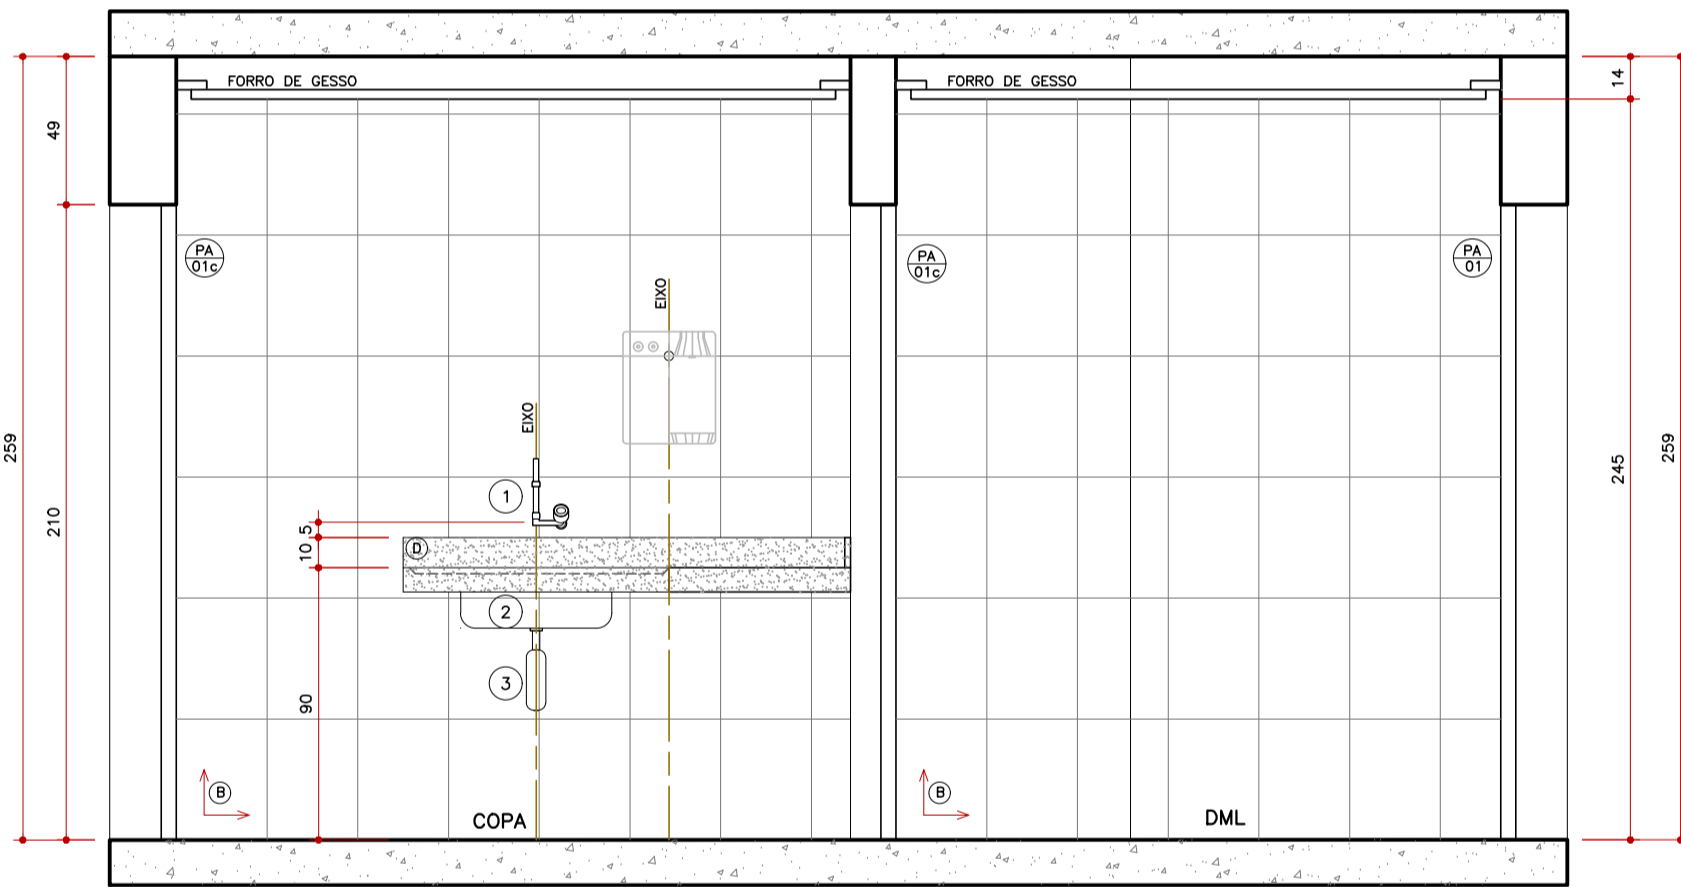 FORRO DE GESSO
FORRO DE GESSO
14
49
PA
01c
PA
01c
PA
01
EIXO
EIXO
259
245
259
210
1
5
10
D
2
3
90
B
B
COPA
DML